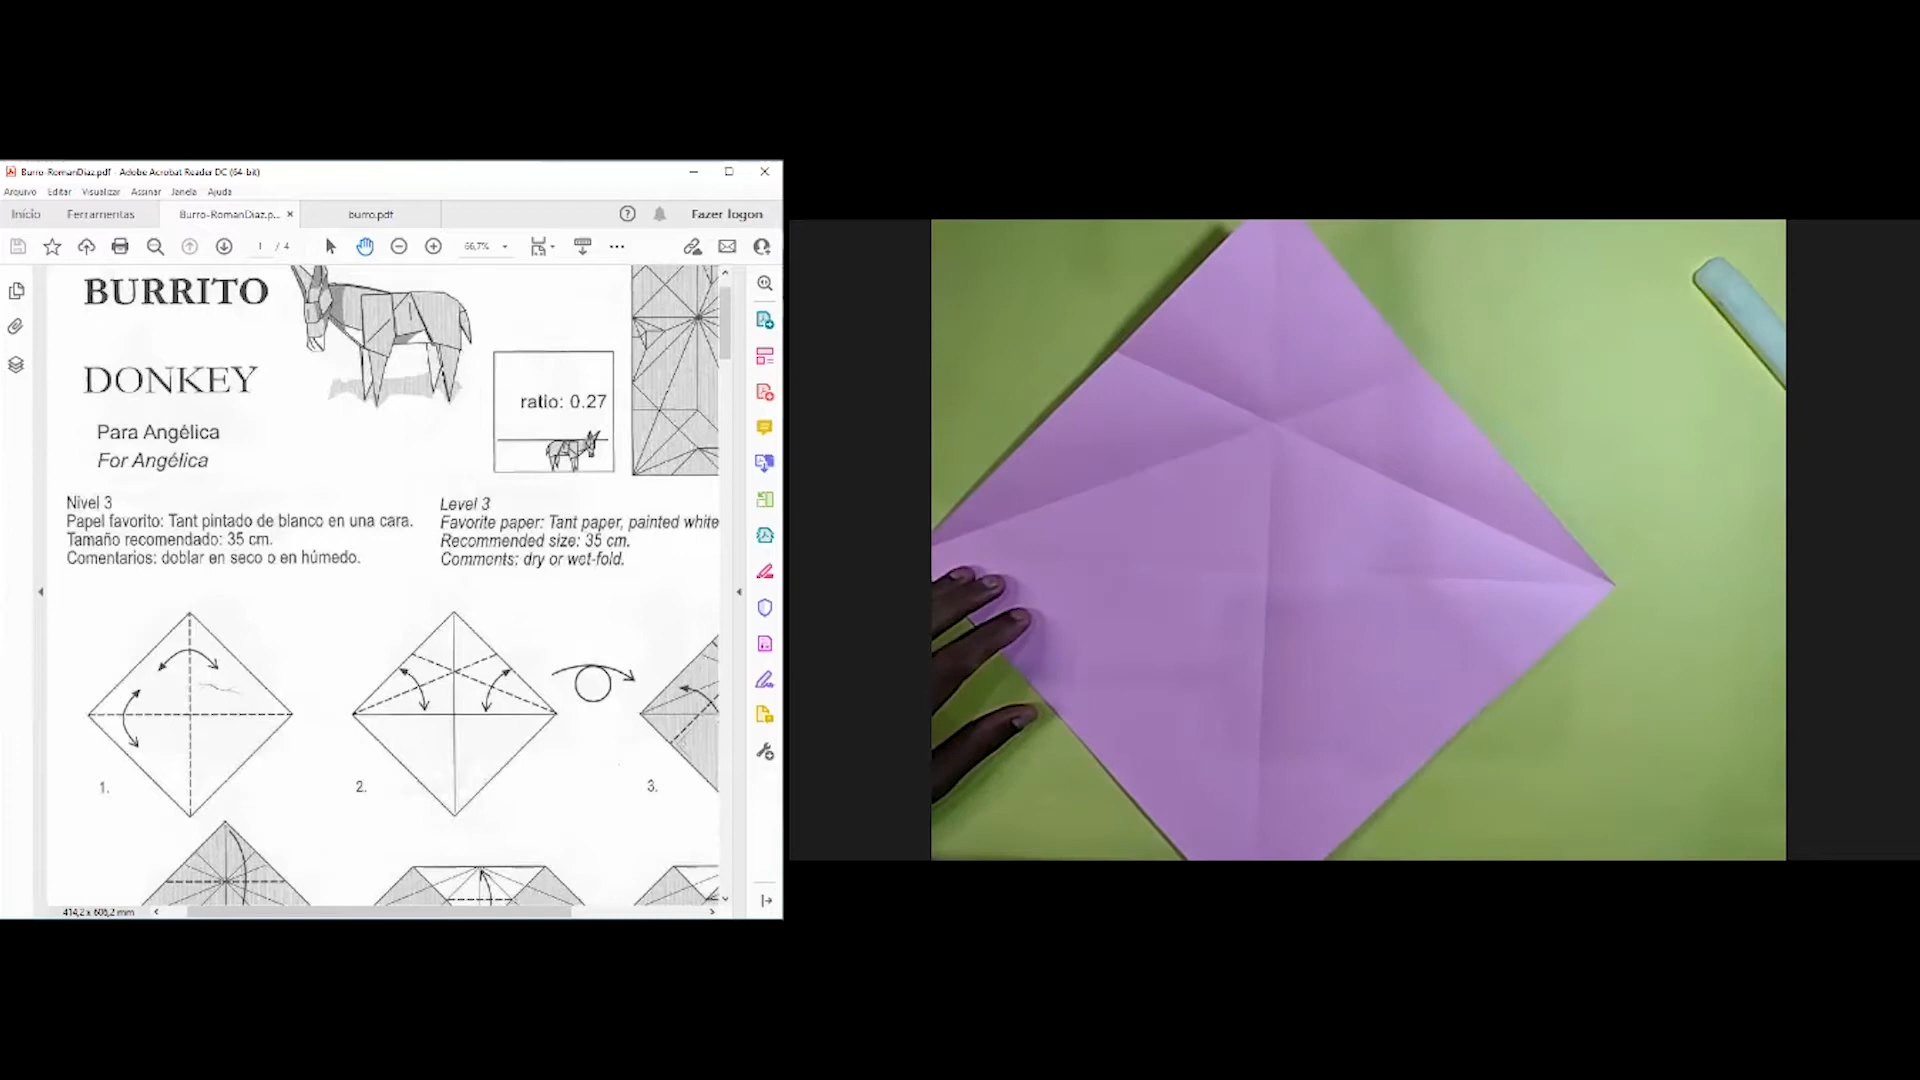 Burro-RomanDiaz.pdf - Adobe Acrobat Reader DC (64-bit)
Arquivo Editar Visualizar Assinar Janela Ajuda
Início Ferramentas Burro-RomanDiaz.p... × burro.pdf Fazer logon
1 / 4 66,7%
BURRITO
DONKEY
ratio: 0.27
Para Angélica
For Angélica
Nivel 3
Papel favorito: Tant pintado de blanco en una cara.
Tamaño recomendado: 35 cm.
Comentarios: doblar en seco o en húmedo.
Level 3
Favorite paper: Tant paper, painted white
Recommended size: 35 cm.
Comments: dry or wet-fold.
1.
2.
3.
414,2 x 606,2 mm